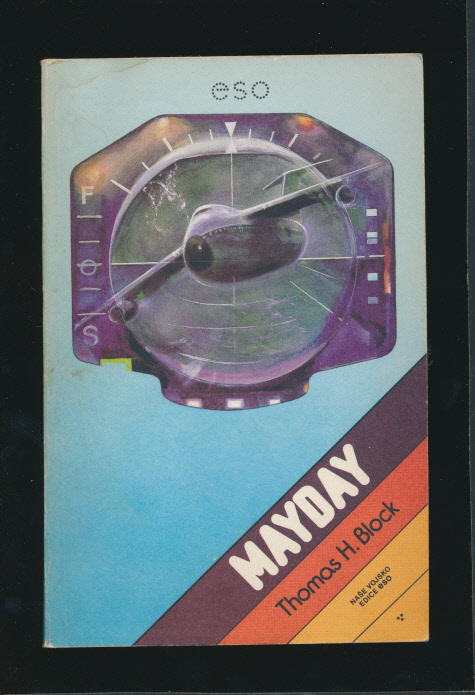 eso
F
S
MAYDAY
Thomas H. Block
NAŠE VOJSKO
EDICE eso